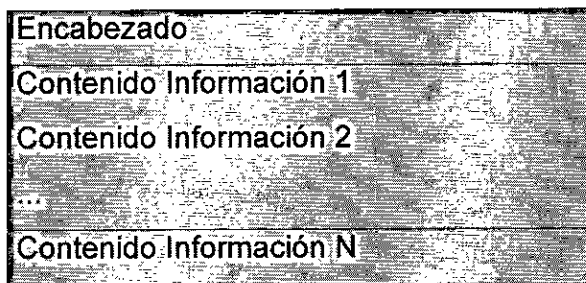 Encabezado
Contenido Información 1
Contenido Información 2
...
Contenido Información N